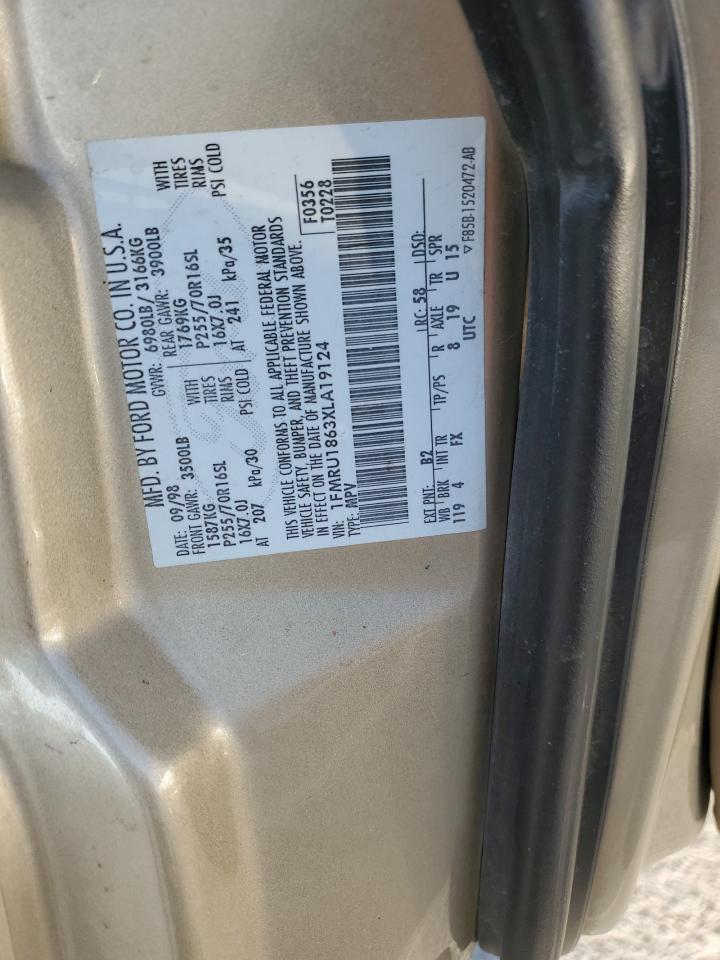 MFD. BY FORD MOTOR CO. IN U.S.A.
DATE: 09/98 GVWR: 6980LB/ 3166KG
FRONT GAWR: 3500LB REAR GAWR: 3900LB
1587KG WITH 1769KG WITH
P255/70R16SL TIRES P255/70R16SL TIRES
16X7.0J RIMS 16X7.0J RIMS
AT 207 kPa/30 PSI COLD AT 241 kPa/35 PSI COLD
THIS VEHICLE CONFORMS TO ALL APPLICABLE FEDERAL MOTOR
VEHICLE SAFETY, BUMPER, AND THEFT PREVENTION STANDARDS
IN EFFECT ON THE DATE OF MANUFACTURE SHOWN ABOVE.
VIN: 1FMRU1863XLA19124 F0356
TYPE: MPV T0228
EXT PNT: B2 RC: 58 DSO:
WB BRK INT TR TP/PS R AXLE TR SPR
119 4 FX 8 19 U 15
UTC
▽ F85B-1520472-AB